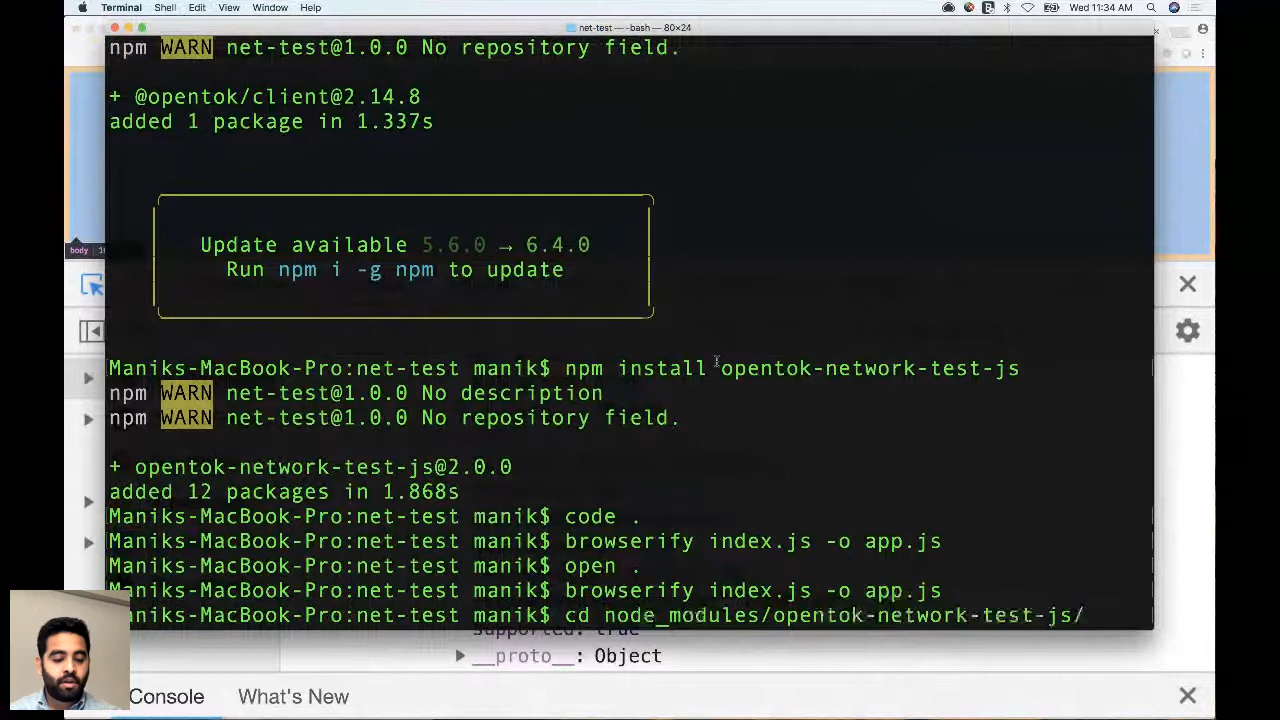 Terminal Shell Edit View Window Help Wed 11:34 AM
net-test — -bash — 80×24
npm WARN net-test@1.0.0 No repository field.
+ @opentok/client@2.14.8
added 1 package in 1.337s
Update available 5.6.0 → 6.4.0
Run npm i -g npm to update
body
Maniks-MacBook-Pro:net-test manik$ npm install opentok-network-test-js
npm WARN net-test@1.0.0 No description
npm WARN net-test@1.0.0 No repository field.
+ opentok-network-test-js@2.0.0
added 12 packages in 1.868s
Maniks-MacBook-Pro:net-test manik$ code .
Maniks-MacBook-Pro:net-test manik$ browserify index.js -o app.js
Maniks-MacBook-Pro:net-test manik$ open .
Maniks-MacBook-Pro:net-test manik$ browserify index.js -o app.js
Maniks-MacBook-Pro:net-test manik$ cd node_modules/opentok-network-test-js/
supported: true
__proto__: Object
Console What's New